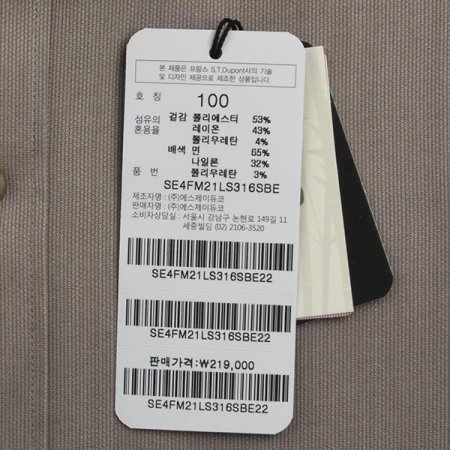 본 제품은 프랑스 S.T.Dupont사의 기술
및 디자인 제공으로 제조한 상품입니다.
호 칭 100
섬유의 겉감 폴리에스터 53%
혼용율 레이온 43%
폴리우레탄 4%
배색 면 65%
나일론 32%
품 번 폴리우레탄 3%
SE4FM21LS316SBE
제조자명 : (주)에스제이듀코
판매자명 : (주)에스제이듀코
소비자상담실 : 서울시 강남구 논현로 149길 11
세중빌딩 (02) 2106-3520
SE4FM21LS316SBE22
SE4FM21LS316SBE22
판매가격:₩219,000
SE4FM21LS316SBE22